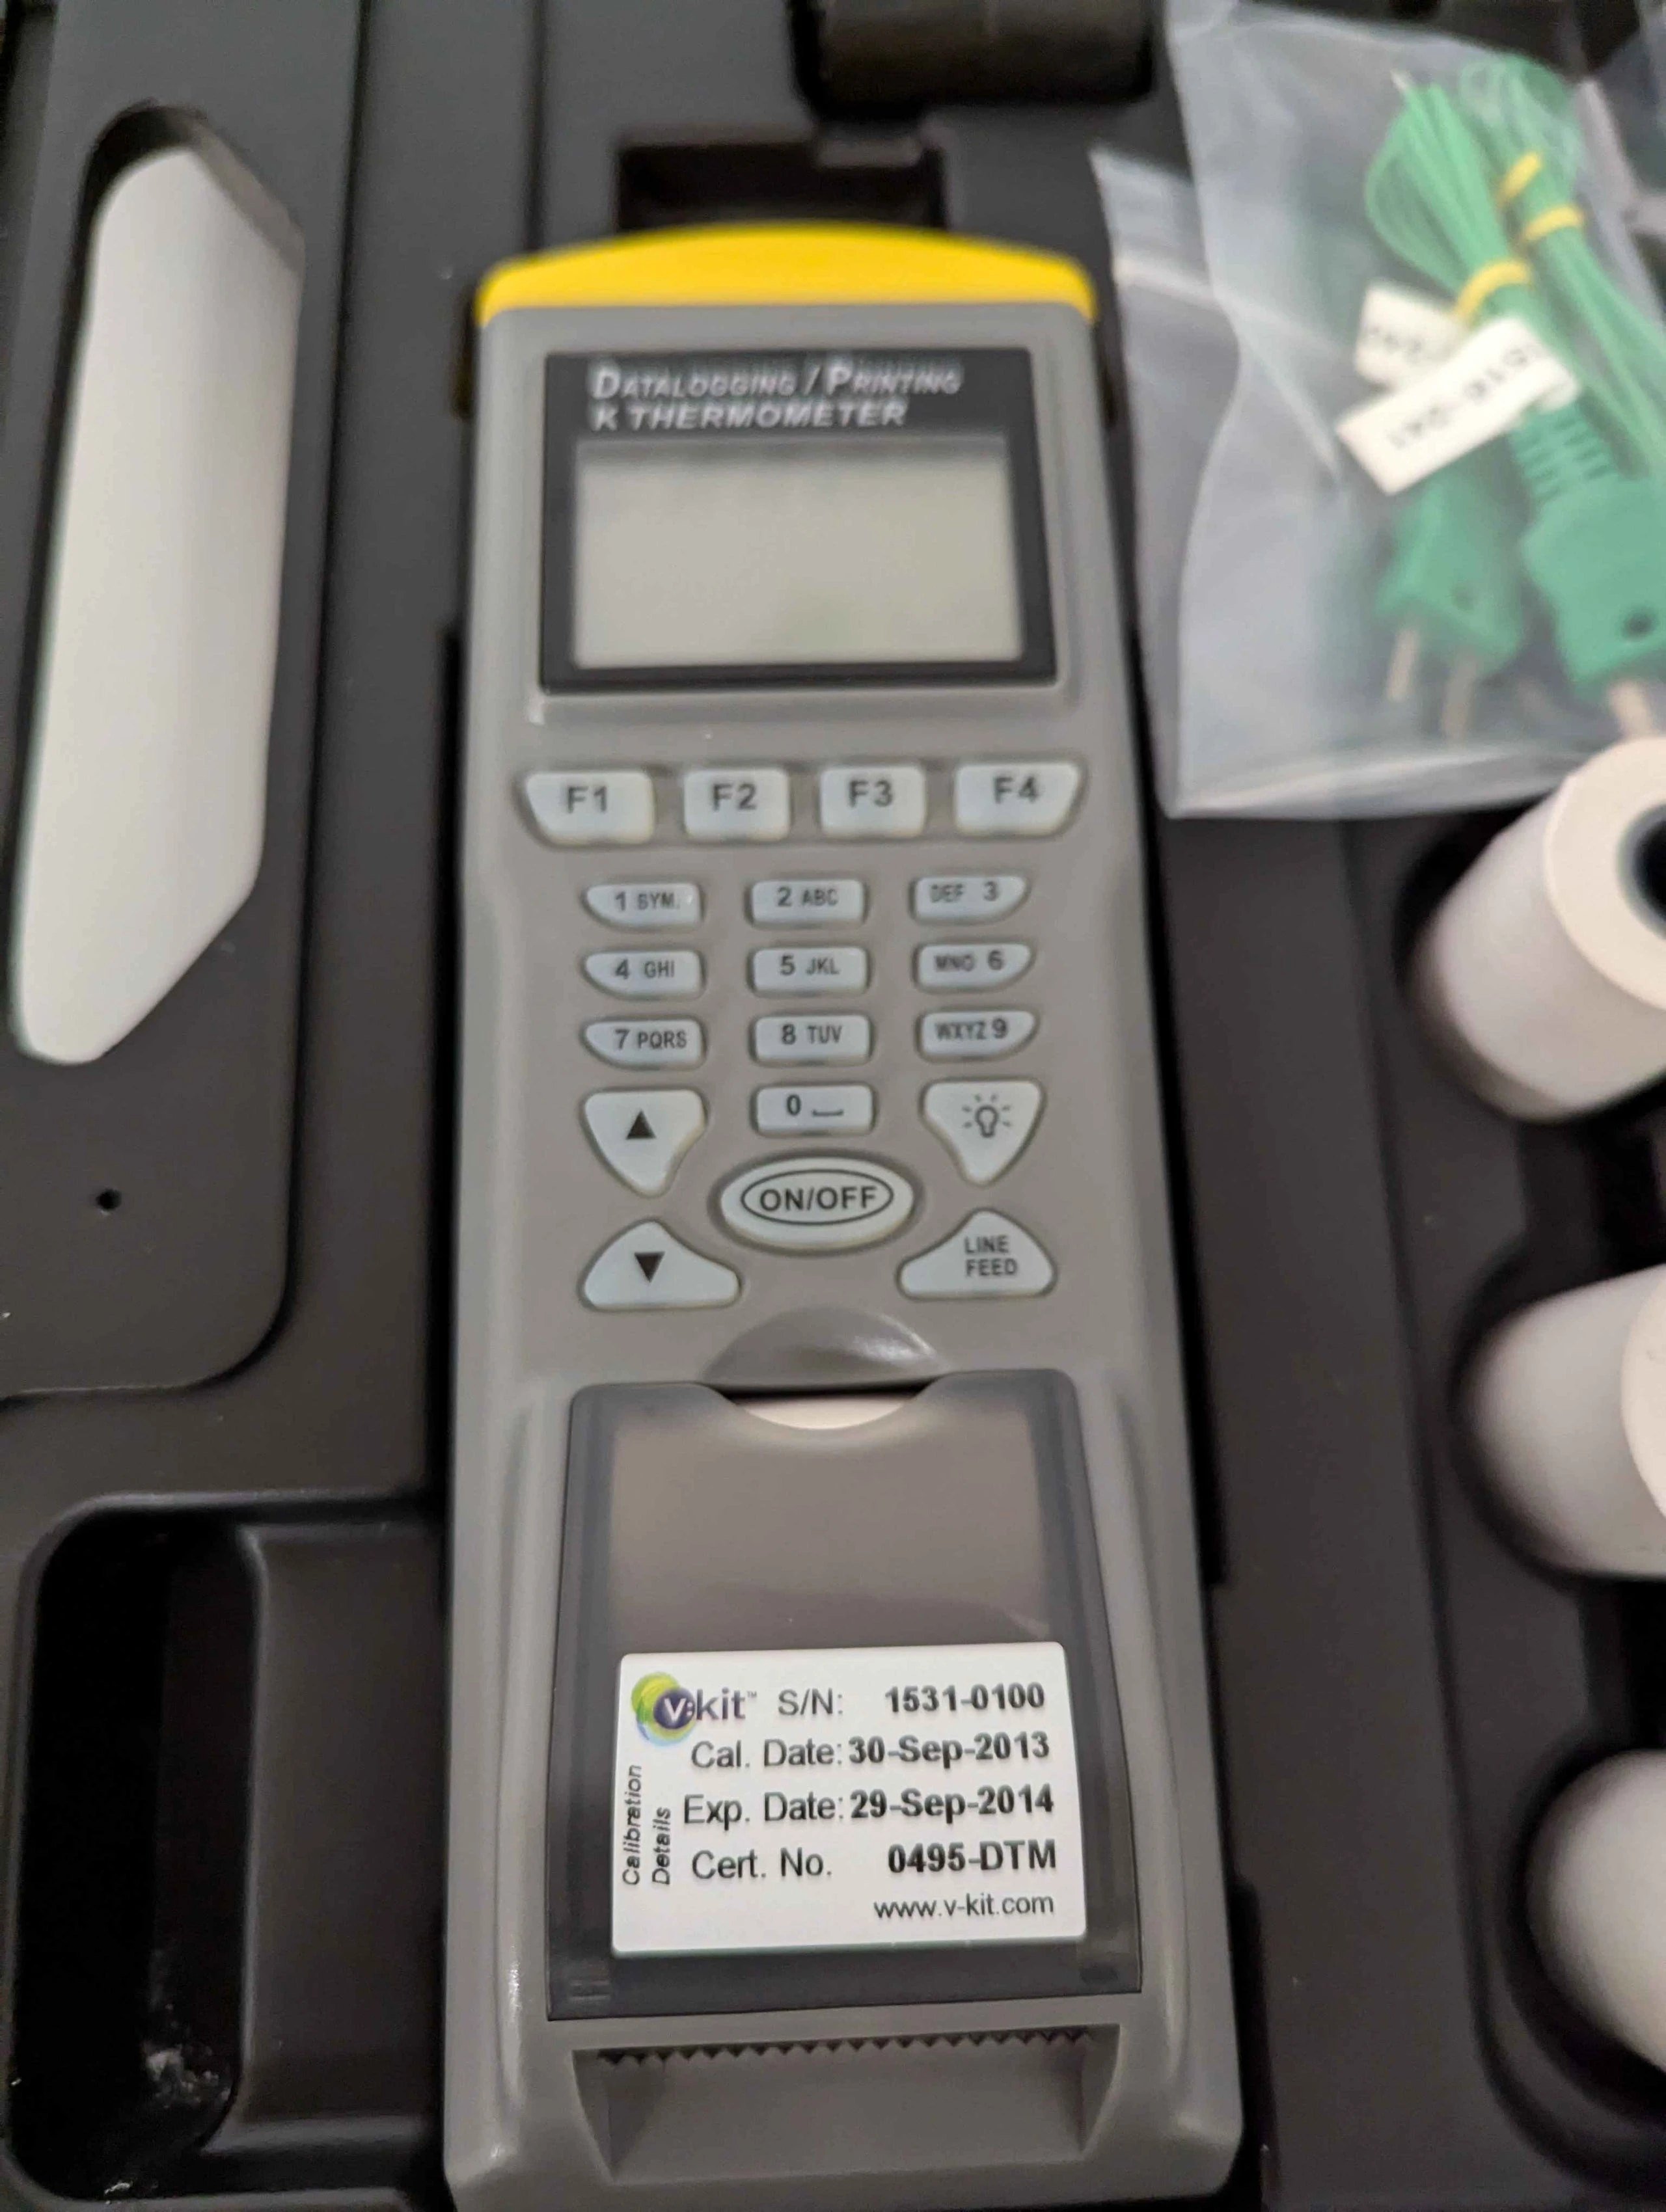 DATALOGGING / PRINTING
K THERMOMETER
F1 F2 F3 F4
1 SYM. 2 ABC DEF 3
4 GHI 5 JKL MNO 6
7 PQRS 8 TUV WXYZ 9
0
ON/OFF
LINE
FEED
v-kit™ S/N: 1531-0100
Cal. Date: 30-Sep-2013
Exp. Date: 29-Sep-2014
Cert. No. 0495-DTM
www.v-kit.com
Calibration
Details